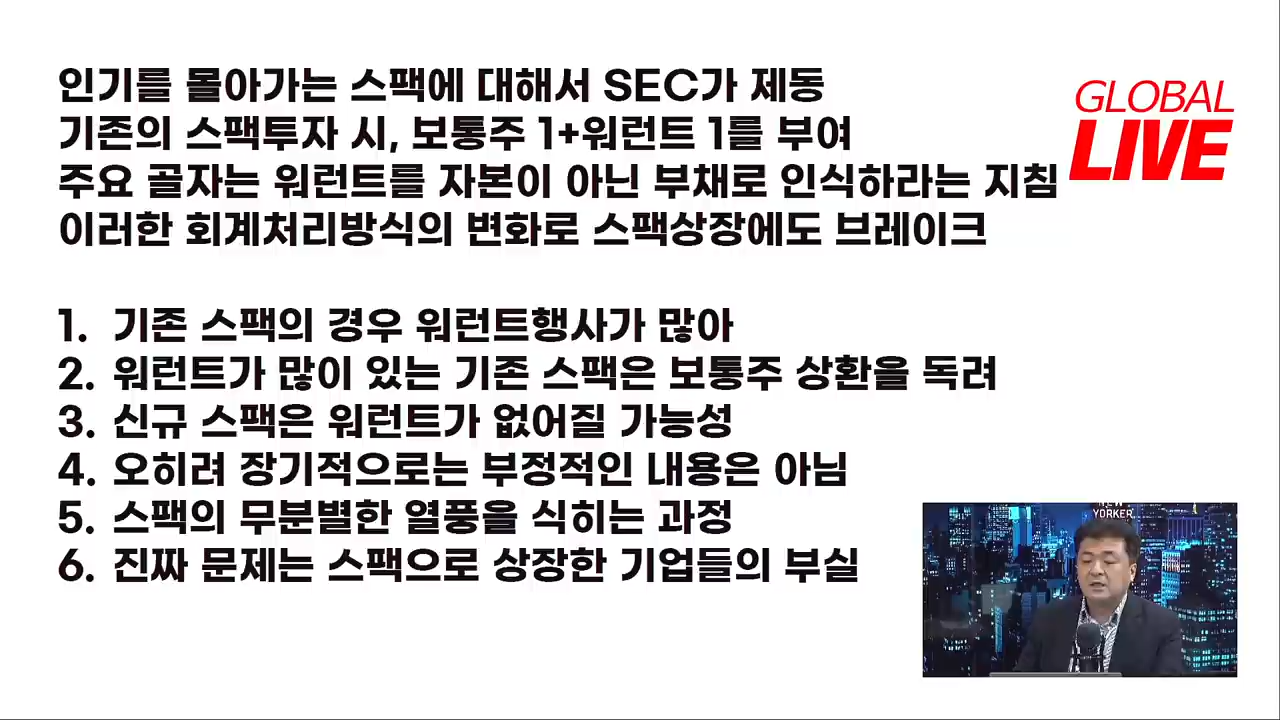 인기를 몰아가는 스팩에 대해서 SEC가 제동
기존의 스팩투자 시, 보통주 1+워런트 1를 부여
주요 골자는 워런트를 자본이 아닌 부채로 인식하라는 지침
이러한 회계처리방식의 변화로 스팩상장에도 브레이크
GLOBAL
LIVE
1. 기존 스팩의 경우 워런트행사가 많아
2. 워런트가 많이 있는 기존 스팩은 보통주 상환을 독려
3. 신규 스팩은 워런트가 없어질 가능성
4. 오히려 장기적으로는 부정적인 내용은 아님
5. 스팩의 무분별한 열풍을 식히는 과정
6. 진짜 문제는 스팩으로 상장한 기업들의 부실
NEW
YORKER